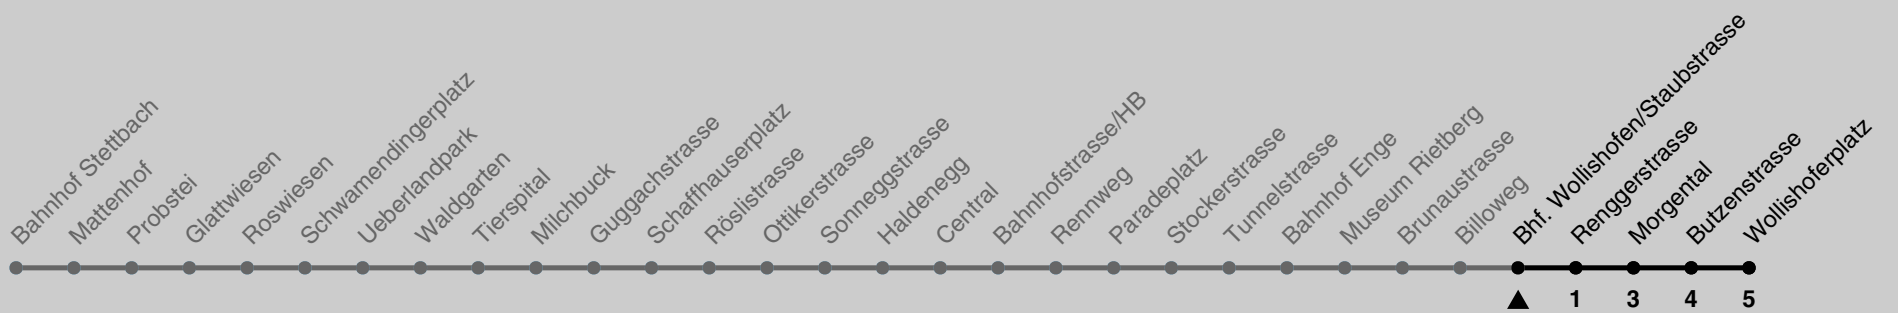 Bahnhof Stettbach
Mattenhof
Probstei
Glattwiesen
Roswiesen
Schwamendingerplatz
Ueberlandpark
Waldgarten
Tierspital
Milchbuck
Guggachstrasse
Schaffhauserplatz
Röslistrasse
Ottikerstrasse
Sonneggstrasse
Haldenegg
Central
Bahnhofstrasse/HB
Rennweg
Paradeplatz
Stockerstrasse
Tunnelstrasse
Bahnhof Enge
Museum Rietberg
Brunaustrasse
Billoweg
Bhf. Wollishofen/Staubstrasse
Renggerstrasse
Morgental
Butzenstrasse
Wollishoferplatz
1 3 4 5